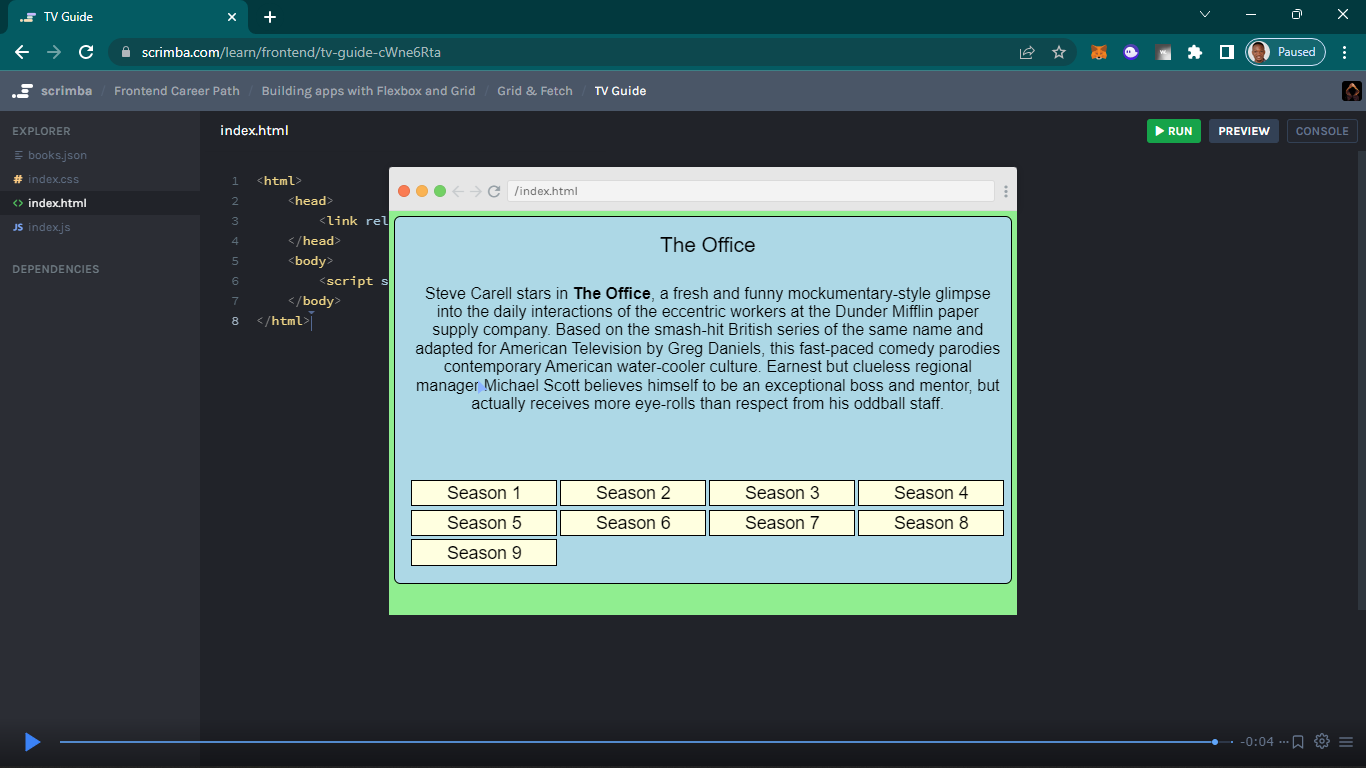 TV Guide
scrimba.com/learn/frontend/tv-guide-cWne6Rta
Paused
scrimba / Frontend Career Path / Building apps with Flexbox and Grid / Grid & Fetch / TV Guide
EXPLORER
books.json
# index.css
<> index.html
JS index.js
DEPENDENCIES
index.html
RUN
PREVIEW
CONSOLE
1 <html>
2 <head>
3 <link rel
4 </head>
5 <body>
6 <script s
7 </body>
8 </html>
/index.html
The Office
Steve Carell stars in The Office, a fresh and funny mockumentary-style glimpse
into the daily interactions of the eccentric workers at the Dunder Mifflin paper
supply company. Based on the smash-hit British series of the same name and
adapted for American Television by Greg Daniels, this fast-paced comedy parodies
contemporary American water-cooler culture. Earnest but clueless regional
manager Michael Scott believes himself to be an exceptional boss and mentor, but
actually receives more eye-rolls than respect from his oddball staff.
Season 1 Season 2 Season 3 Season 4
Season 5 Season 6 Season 7 Season 8
Season 9
-0:04